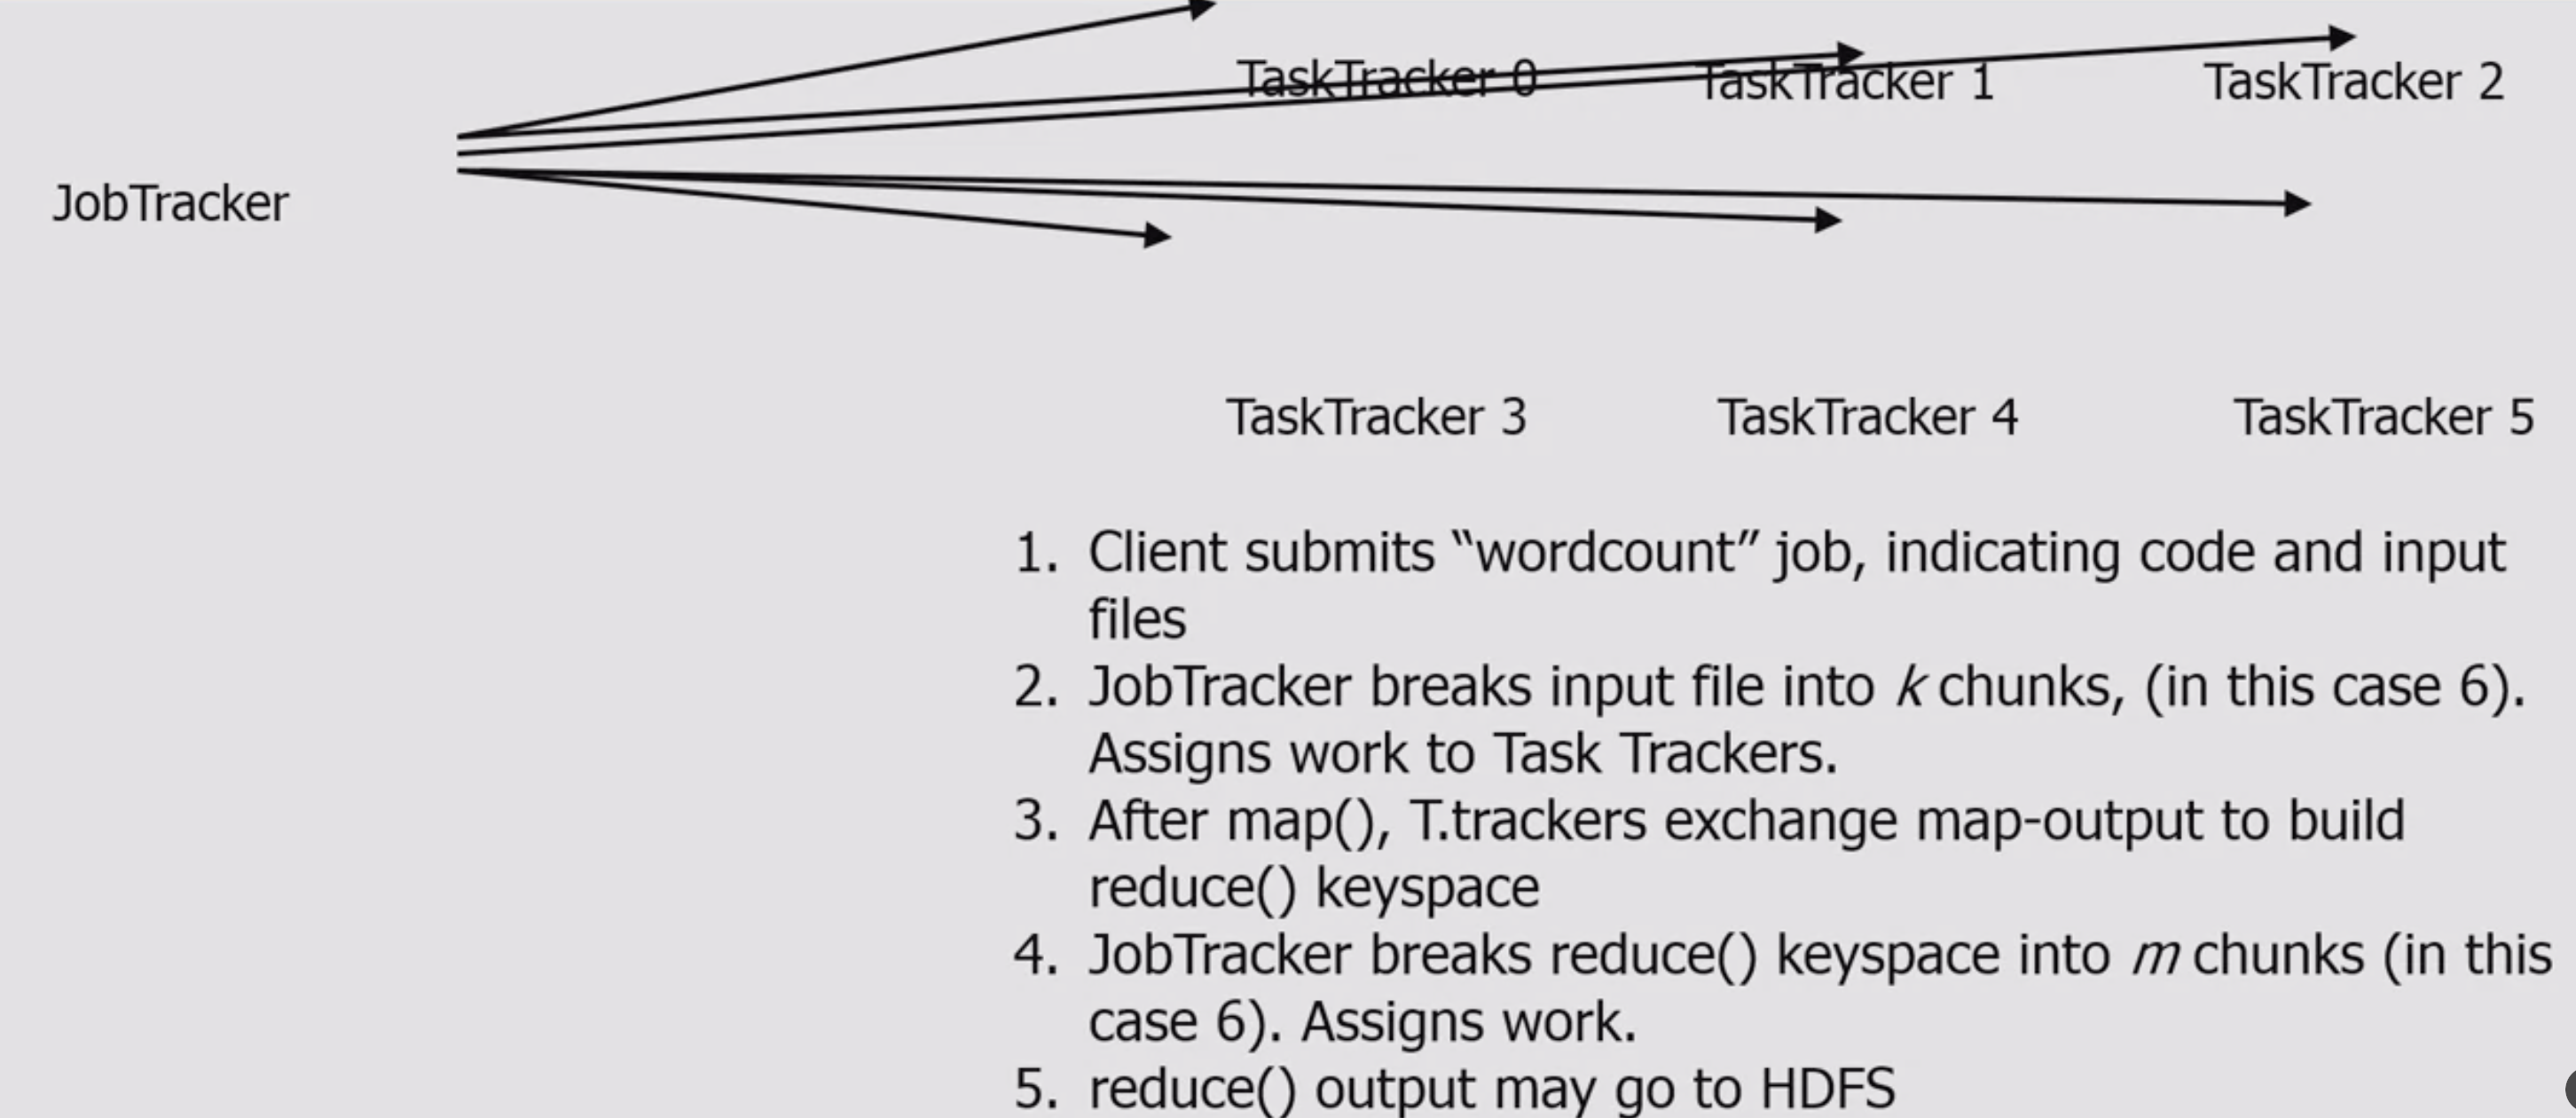 TaskTracker 0 TaskTracker 1 TaskTracker 2
JobTracker
TaskTracker 3 TaskTracker 4 TaskTracker 5
1. Client submits “wordcount” job, indicating code and input
files
2. JobTracker breaks input file into k chunks, (in this case 6).
Assigns work to Task Trackers.
3. After map(), T.trackers exchange map-output to build
reduce() keyspace
4. JobTracker breaks reduce() keyspace into m chunks (in this
case 6). Assigns work.
5. reduce() output may go to HDFS